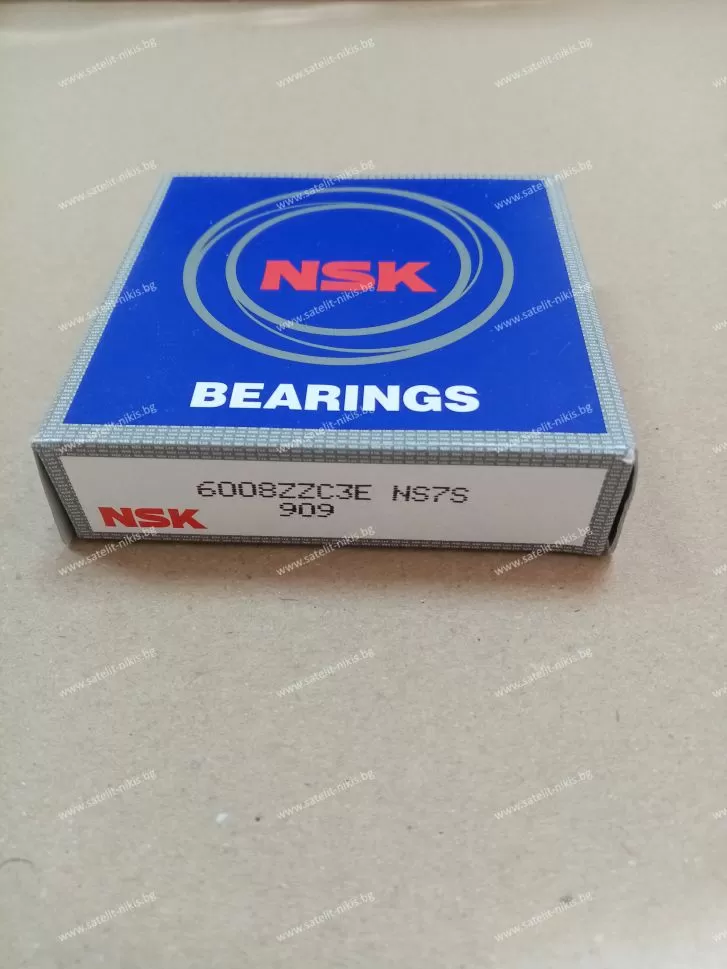 NSK
BEARINGS
6008ZZC3E NS7S
NSK
909
www.satelit-nikis.bg